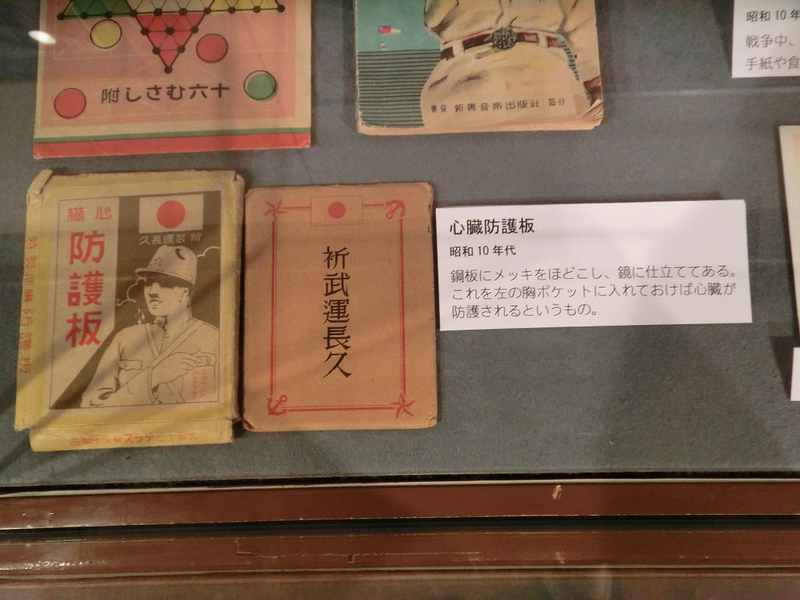 附しさむ六十
東京 新興音楽出版社 発行
昭和10年
戦争中、
手紙や食
心臓
防護板
祈武運長久
祈武運長久
心臓防護板
昭和10年代
鋼板にメッキをほどこし、鏡に仕立ててある。
これを左の胸ポケットに入れておけば心臓が
防護されるというもの。